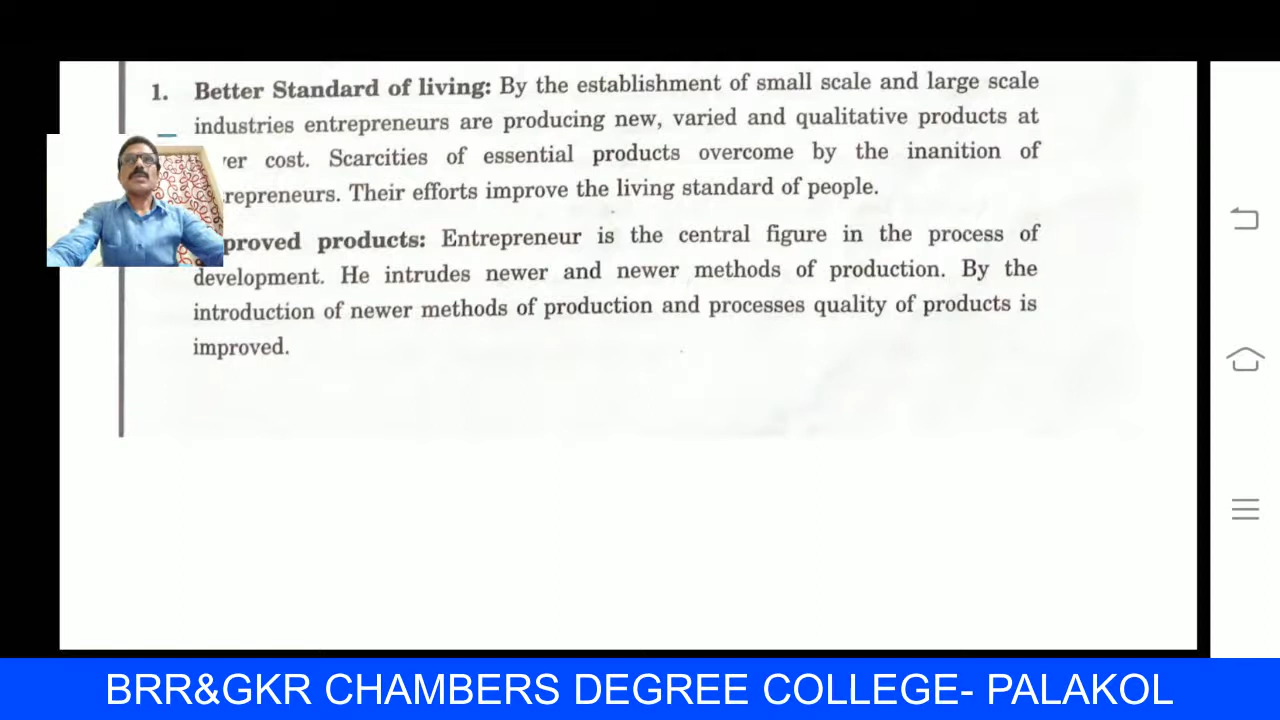 1. Better Standard of living: By the establishment of small scale and large scale
industries entrepreneurs are producing new, varied and qualitative products at
cost. Scarcities of essential products overcome by the inanition of
Their efforts improve the living standard of people.
products: Entrepreneur is the central figure in the process of
development. He intrudes newer and newer methods of production. By the
introduction of newer methods of production and processes quality of products is
improved.
BRR&GKR CHAMBERS DEGREE COLLEGE- PALAKOL